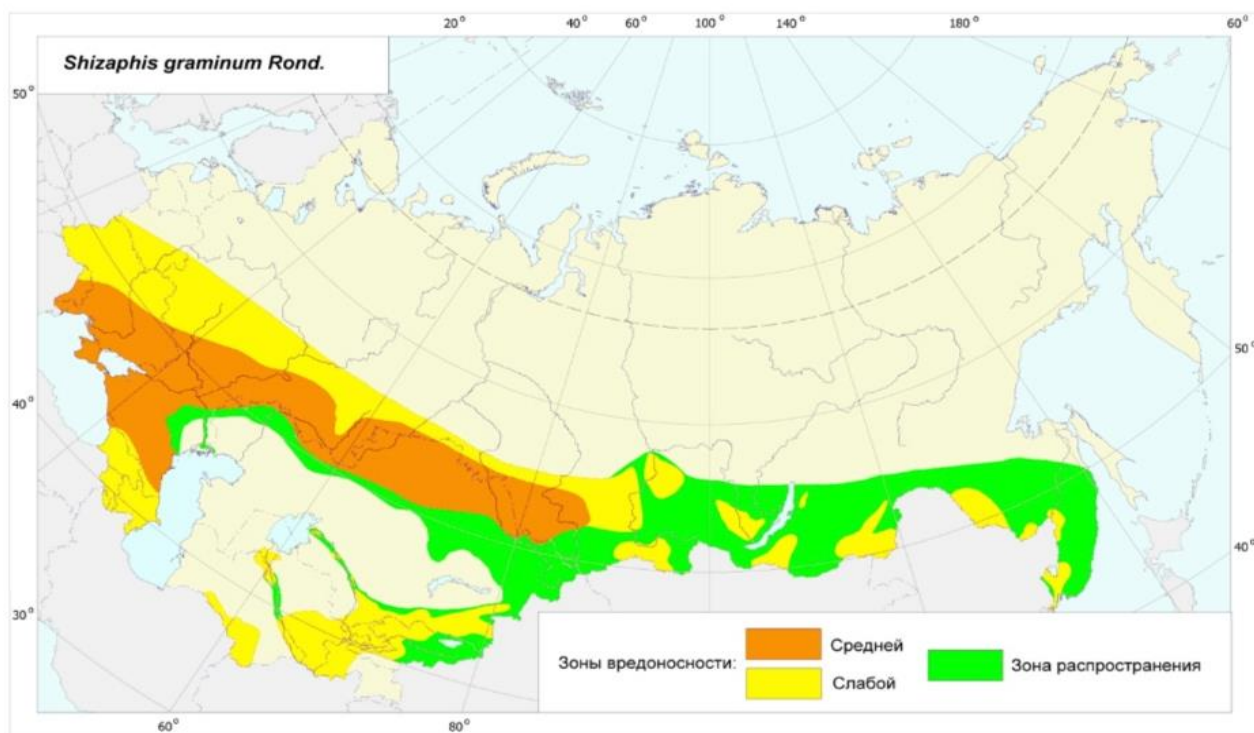 20° 40° 60° 100° 140° 180° 60°
Shizaphis graminum Rond.
50°
50°
40°
40°
30°
Зоны вредоносности:
Средней
Слабой
Зона распространения
60° 80°